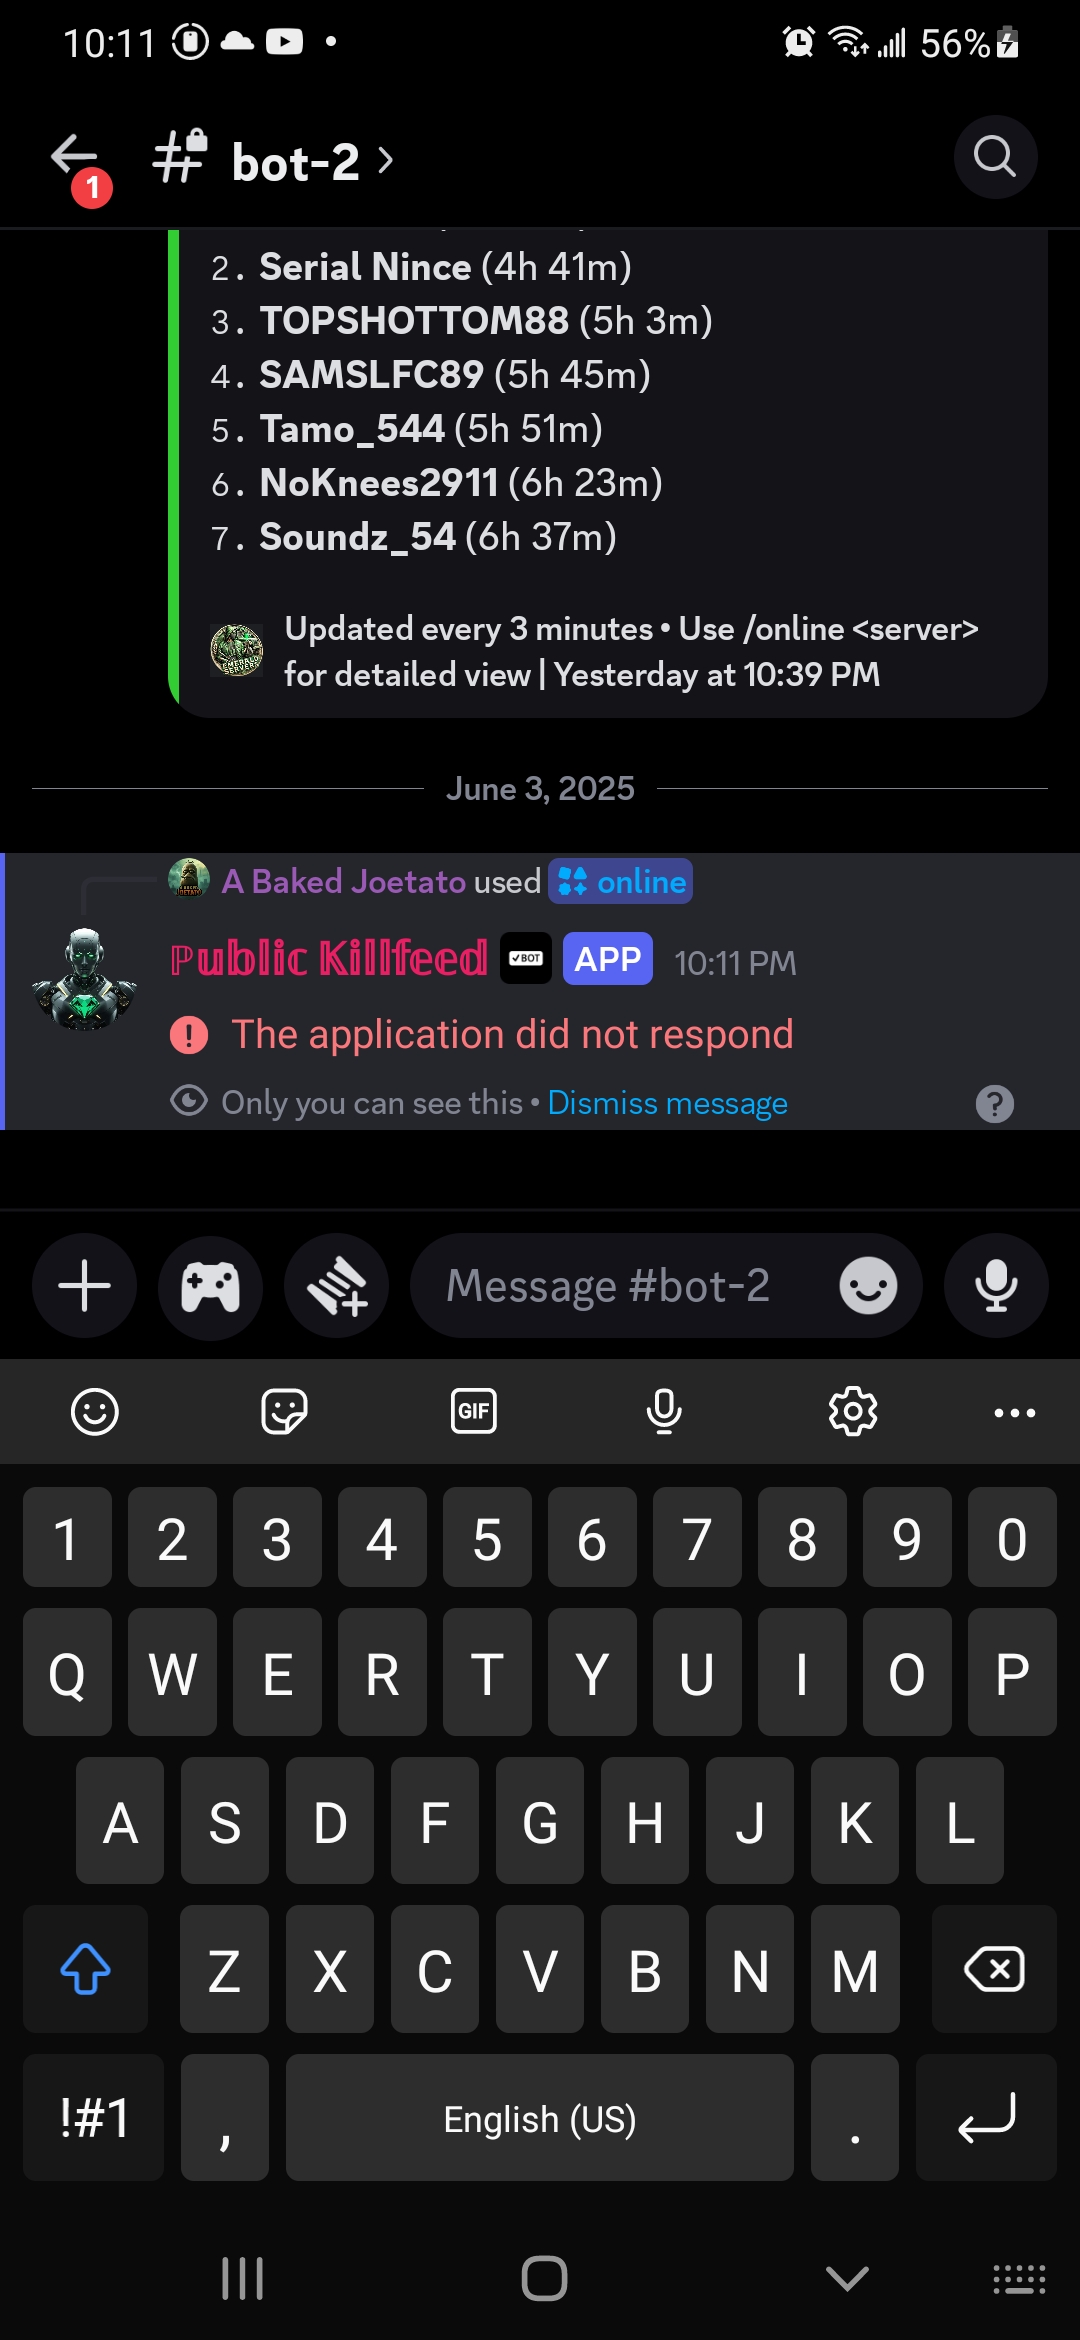 10:11
56%
1
bot-2
2. Serial Nince (4h 41m)
3. TOPSHOTTOM88 (5h 3m)
4. SAMSLFC89 (5h 45m)
5. Tamo_544 (5h 51m)
6. NoKnees2911 (6h 23m)
7. Soundz_54 (6h 37m)
EMERALD
SERVERS
Updated every 3 minutes • Use /online <server>
for detailed view | Yesterday at 10:39 PM
June 3, 2025
A Baked Joetato used online
ℙ𝕦𝕓𝕝𝕚𝕔 𝕂𝕚𝕝𝕝𝕗𝕖𝕖𝕕 ✓BOT APP 10:11 PM
The application did not respond
Only you can see this • Dismiss message
?
Message #bot-2
GIF
1 2 3 4 5 6 7 8 9 0
Q W E R T Y U I O P
A S D F G H J K L
Z X C V B N M
!#1 , English (US) .